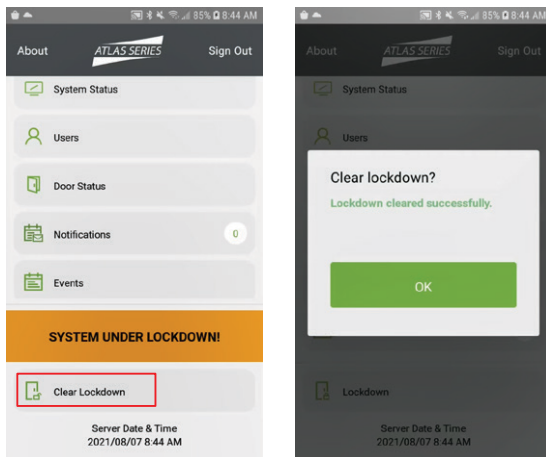 85% 8:44 AM
About ATLAS SERIES Sign Out
System Status
Users
Door Status
Notifications 0
Events
SYSTEM UNDER LOCKDOWN!
Clear Lockdown
Server Date & Time
2021/08/07 8:44 AM
85% 8:44 AM
About ATLAS SERIES Sign Out
System Status
Users
Clear lockdown?
Lockdown cleared successfully.
OK
Lockdown
Server Date & Time
2021/08/07 8:44 AM